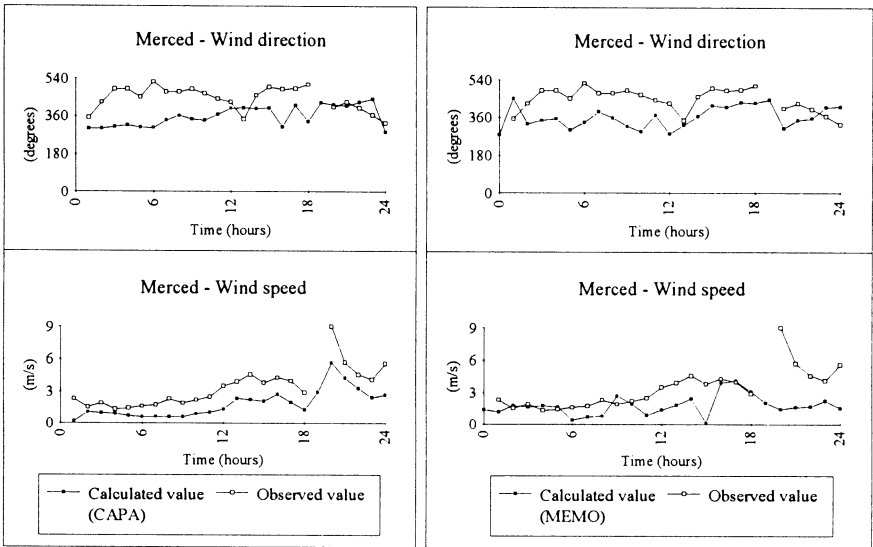 Merced - Wind direction
540
360
180
0
(degrees)
0
6
12
18
24
Time (hours)
Merced - Wind speed
9
6
3
0
(m/s)
0
6
12
18
24
Time (hours)
Calculated value
(CAPA)
Observed value
Merced - Wind direction
540
360
180
0
(degrees)
0
6
12
18
24
Time (hours)
Merced - Wind speed
9
6
3
0
(m/s)
0
6
12
18
24
Time (hours)
Calculated value
(MEMO)
Observed value